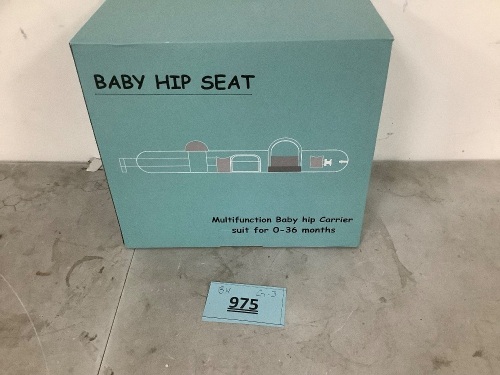 BABY HIP SEAT
Multifunction Baby hip Carrier
suit for 0-36 months
975